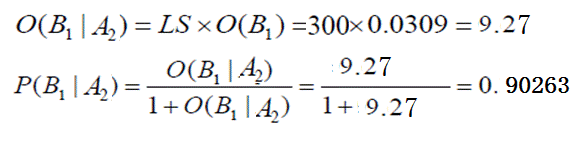 O(B₁ | A₂) = LS × O(B₁) =300×0.0309 = 9.27
P(B₁ | A₂) = O(B₁ | A₂) / 1 + O(B₁ | A₂) = 9.27 / 1 + 9.27 = 0. 90263